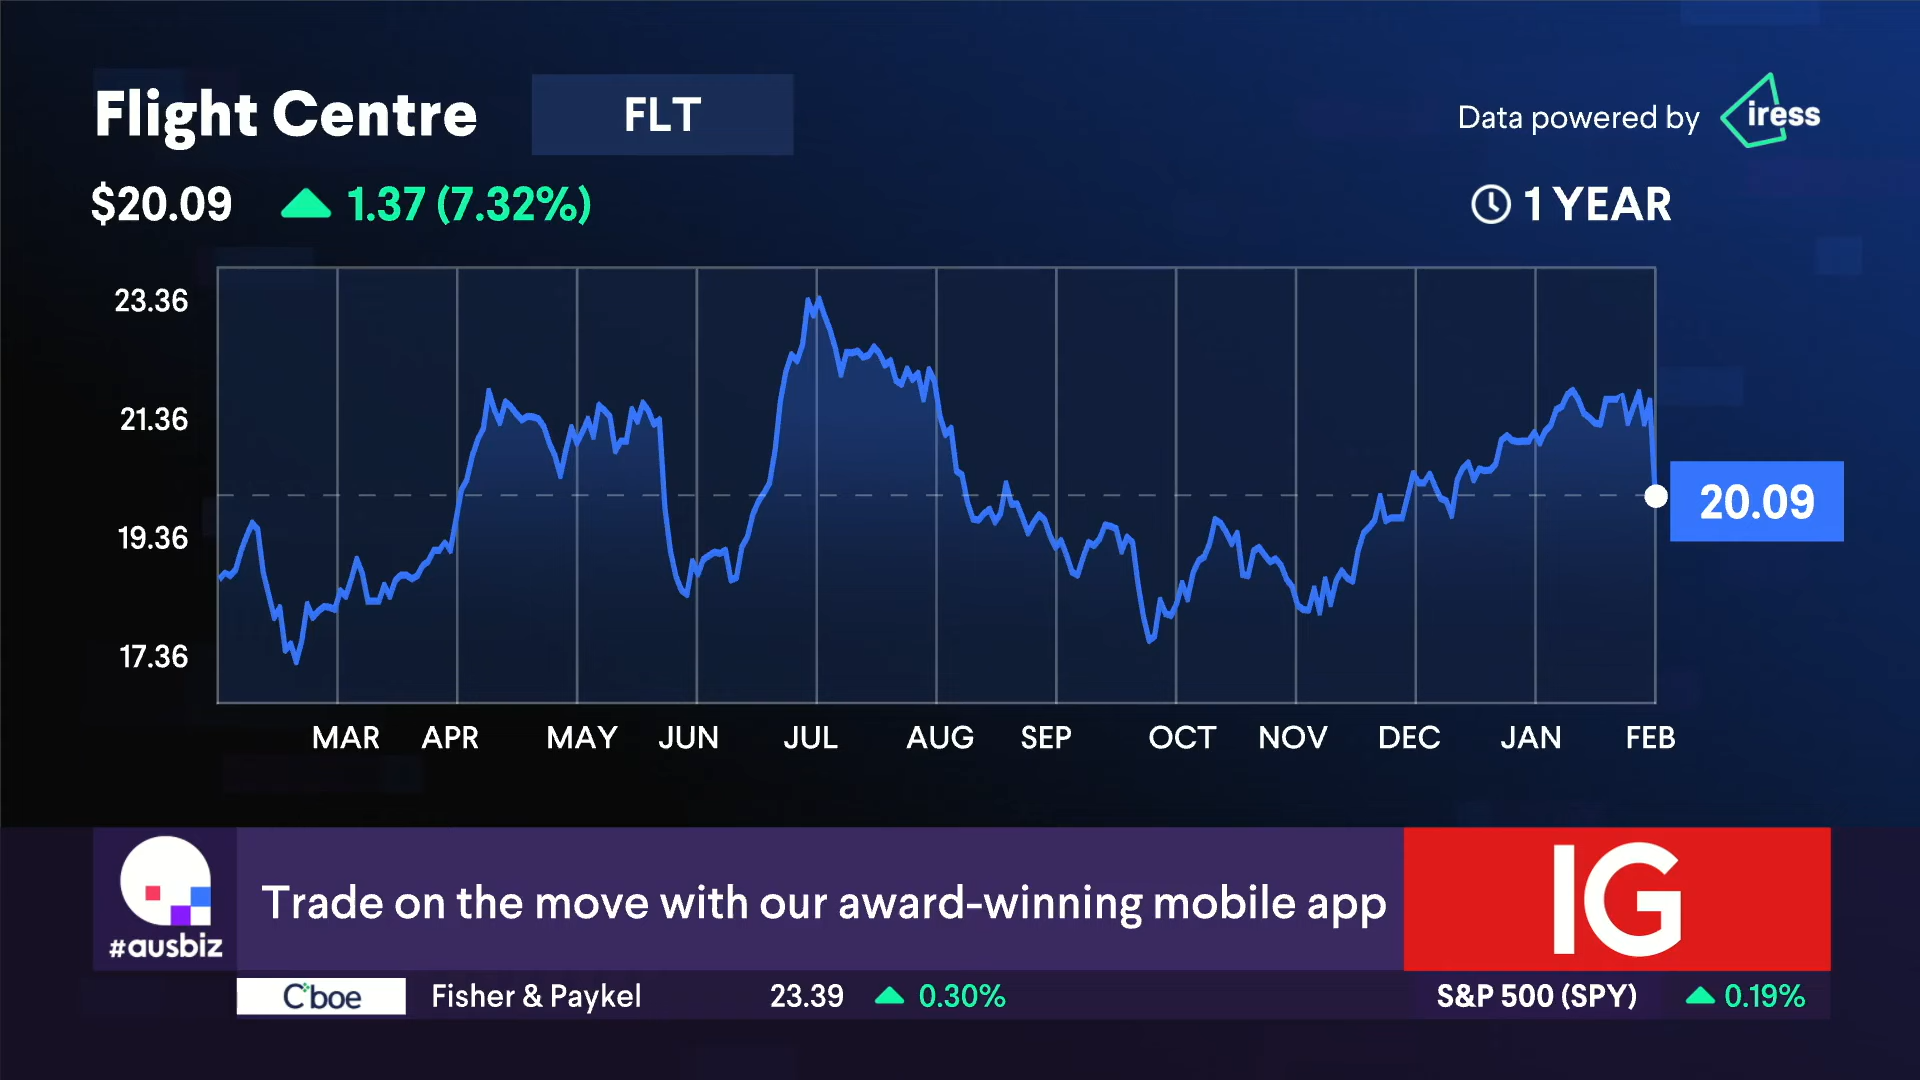 Flight Centre FLT
Data powered by iress
$20.09 1.37 (7.32%)
1 YEAR
23.36
21.36
19.36
17.36
20.09
MAR APR MAY JUN JUL AUG SEP OCT NOV DEC JAN FEB
#ausbiz
Trade on the move with our award-winning mobile app
IG
Cboe Fisher & Paykel 23.39 0.30% S&P 500 (SPY) 0.19%